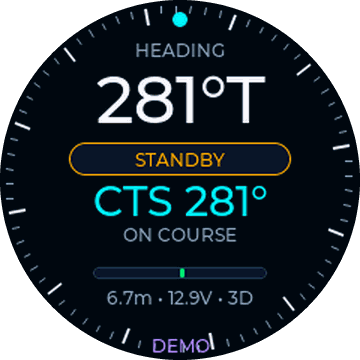 HEADING
281°T
STANDBY
CTS 281°
ON COURSE
6.7m · 12.9V · 3D
DEMO